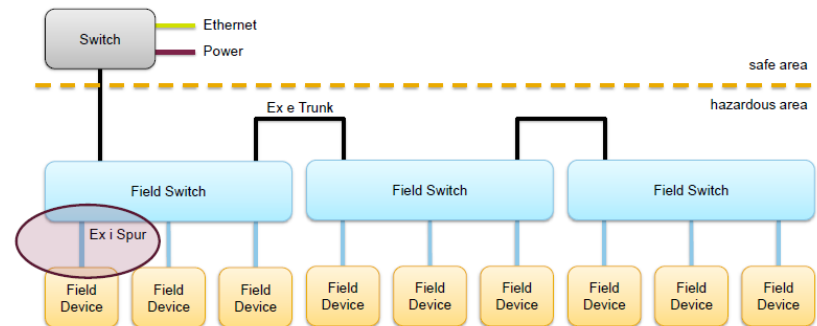 Switch
Ethernet
Power
safe area
hazardous area
Ex e Trunk
Field Switch
Field Switch
Field Switch
Ex i Spur
Field
Device
Field
Device
Field
Device
Field
Device
Field
Device
Field
Device
Field
Device
Field
Device
Field
Device